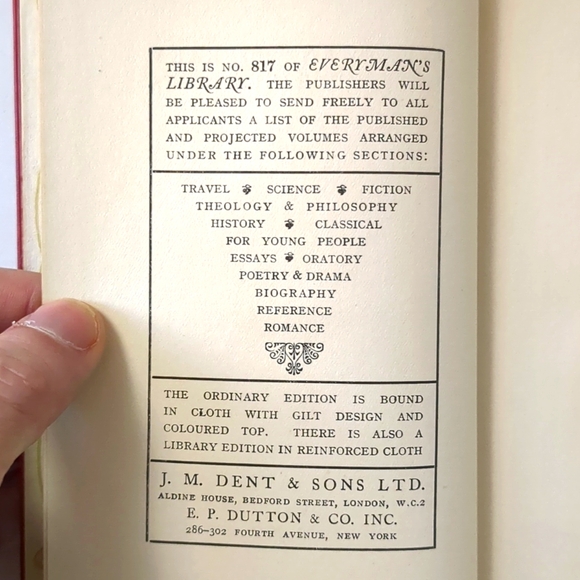 THIS IS NO. 817 OF EVERYMAN'S
LIBRARY. THE PUBLISHERS WILL
BE PLEASED TO SEND FREELY TO ALL
APPLICANTS A LIST OF THE PUBLISHED
AND PROJECTED VOLUMES ARRANGED
UNDER THE FOLLOWING SECTIONS:
TRAVEL ❦ SCIENCE ❦ FICTION
THEOLOGY & PHILOSOPHY
HISTORY ❦ CLASSICAL
FOR YOUNG PEOPLE
ESSAYS ❦ ORATORY
POETRY & DRAMA
BIOGRAPHY
REFERENCE
ROMANCE
THE ORDINARY EDITION IS BOUND
IN CLOTH WITH GILT DESIGN AND
COLOURED TOP. THERE IS ALSO A
LIBRARY EDITION IN REINFORCED CLOTH
J. M. DENT & SONS LTD.
ALDINE HOUSE, BEDFORD STREET, LONDON, W.C.2
E. P. DUTTON & CO. INC.
286-302 FOURTH AVENUE, NEW YORK